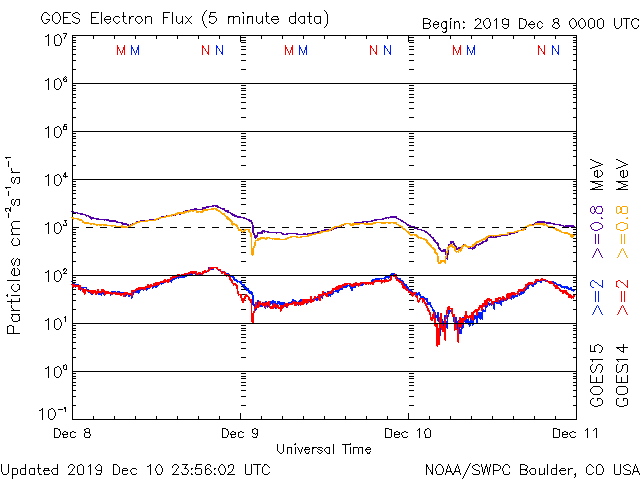 GOES Electron Flux (5 minute data)
Begin: 2019 Dec 8 0000 UTC
10⁷
M M N N M M N N M M N N
10⁶
10⁵
10⁴
10³
10²
10¹
10⁰
10⁻¹
Particles cm⁻²s⁻¹sr⁻¹
Dec 8 Dec 9 Dec 10 Dec 11
Universal Time
GOES15 >=2 >=0.8 MeV
GOES14 >=2 >=0.8 MeV
Updated 2019 Dec 10 23:56:02 UTC
NOAA/SWPC Boulder, CO USA